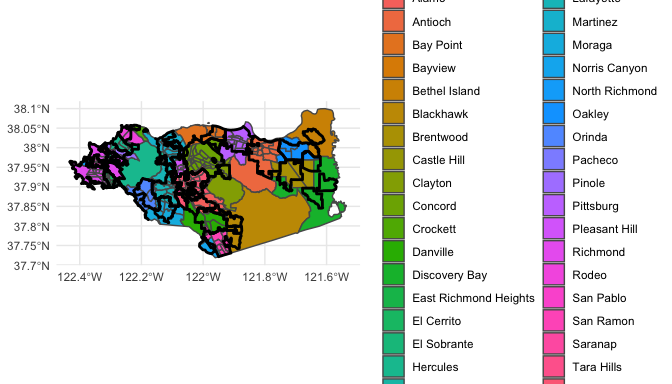 38.1°N
38.05°N
38°N
37.95°N
37.9°N
37.85°N
37.8°N
37.75°N
37.7°N
122.4°W
122.2°W
122°W
121.8°W
121.6°W
Alamo
Antioch
Bay Point
Bayview
Bethel Island
Blackhawk
Brentwood
Castle Hill
Clayton
Concord
Crockett
Danville
Discovery Bay
East Richmond Heights
El Cerrito
El Sobrante
Hercules
Lafayette
Martinez
Moraga
Norris Canyon
North Richmond
Oakley
Orinda
Pacheco
Pinole
Pittsburg
Pleasant Hill
Richmond
Rodeo
San Pablo
San Ramon
Saranap
Tara Hills